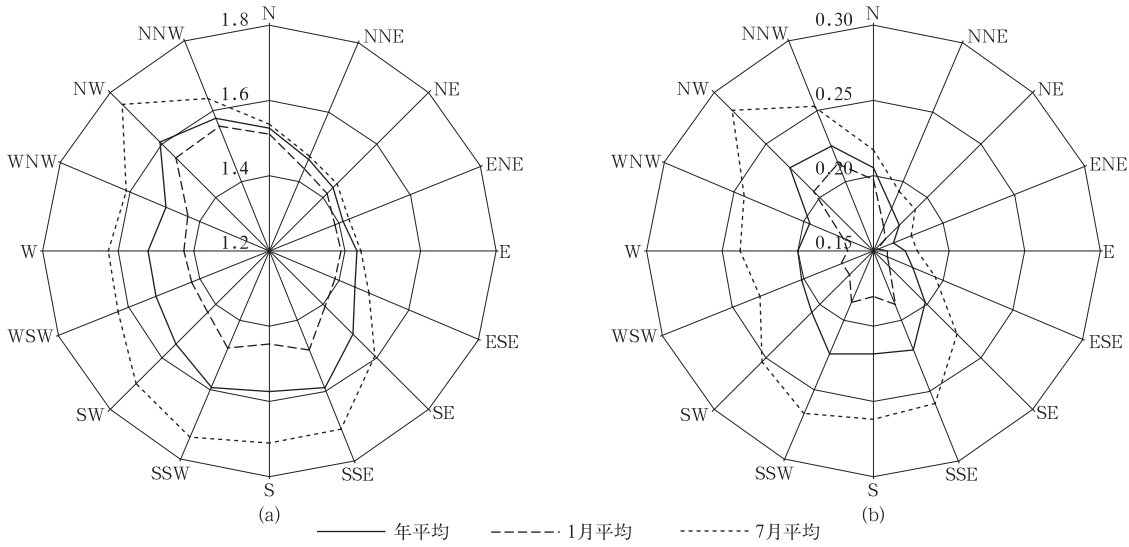 N
NNE
NE
ENE
E
ESE
SE
SSE
S
SSW
SW
WSW
W
WNW
NW
NNW
1.8
1.6
1.4
1.2
(a)
N
NNE
NE
ENE
E
ESE
SE
SSE
S
SSW
SW
WSW
W
WNW
NW
NNW
0.30
0.25
0.20
0.15
(b)
年平均 1月平均 7月平均